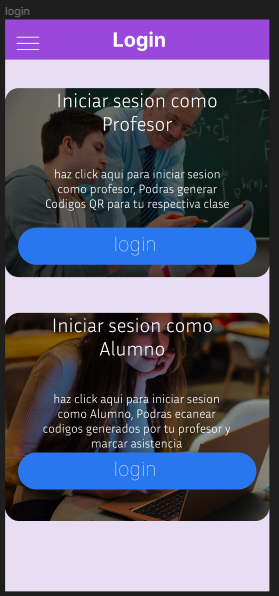 login
Login
Iniciar sesion como
Profesor
haz click aqui para iniciar sesion
como profesor, Podras generar
Codigos QR para tu respectiva clase
login
Iniciar sesion como
Alumno
haz click aqui para iniciar sesion
como Alumno, Podras ecanear
codigos generados por tu profesor y
marcar asistencia
login